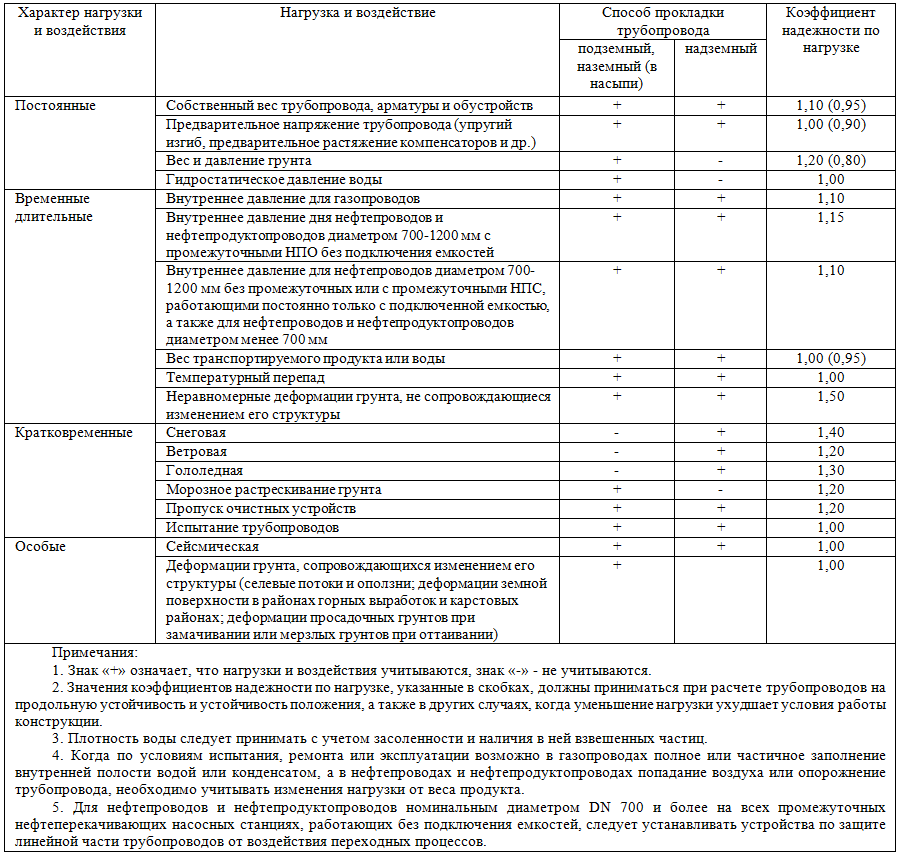 Характер нагрузки и воздействия | Нагрузка и воздействие | Способ прокладки трубопровода | Коэффициент надежности по нагрузке
подземный, наземный (в насыпи) | надземный
Постоянные | Собственный вес трубопровода, арматуры и обустройств | + | + | 1,10 (0,95)
Предварительное напряжение трубопровода (упругий | + | + | 1,00 (0,90)
изгиб, предварительное растяжение компенсаторов и др.)
Вес и давление грунта | + | - | 1,20 (0,80)
Гидростатическое давление воды | + | - | 1,00
Временные | Внутреннее давление для газопроводов | + | + | 1,10
длительные | Внутреннее давление дня нефтепроводов и | + | + | 1,15
нефтепродуктопроводов диаметром 700-1200 мм с
промежуточными НПО без подключения емкостей
Внутреннее давление для нефтепроводов диаметром 700- | + | + | 1,10
1200 мм без промежуточных или с промежуточными НПС,
работающими постоянно только с подключенной емкостью,
а также для нефтепроводов и нефтепродуктопроводов
диаметром менее 700 мм
Вес транспортируемого продукта или воды | + | + | 1,00 (0,95)
Температурный перепад | + | + | 1,00
Неравномерные деформации грунта, не сопровождающиеся | + | + | 1,50
изменением его структуры
Кратковременные | Снеговая | - | + | 1,40
Ветровая | - | + | 1,20
Гололедная | - | + | 1,30
Морозное растрескивание грунта | + | - | 1,20
Пропуск очистных устройств | + | + | 1,20
Испытание трубопроводов | + | + | 1,00
Особые | Сейсмическая | + | + | 1,00
Деформации грунта, сопровождающихся изменением его | + | | 1,00
структуры (селевые потоки и оползни; деформации земной
поверхности в районах горных выработок и карстовых
районах; деформации просадочных грунтов при
замачивании или мерзлых грунтов при оттаивании)
Примечания:
1. Знак «+» означает, что нагрузки и воздействия учитываются, знак «-» - не учитываются.
2. Значения коэффициентов надежности по нагрузке, указанные в скобках, должны приниматься при расчете трубопроводов на
продольную устойчивость и устойчивость положения, а также в других случаях, когда уменьшение нагрузки ухудшает условия работы
конструкции.
3. Плотность воды следует принимать с учетом засоленности и наличия в ней взвешенных частиц.
4. Когда по условиям испытания, ремонта или эксплуатации возможно в газопроводах полное или частичное заполнение
внутренней полости водой или конденсатом, а в нефтепроводах и нефтепродуктопроводах попадание воздуха или опорожнение
трубопровода, необходимо учитывать изменения нагрузки от веса продукта.
5. Для нефтепроводов и нефтепродуктопроводов номинальным диаметром DN 700 и более на всех промежуточных
нефтеперекачивающих насосных станциях, работающих без подключения емкостей, следует устанавливать устройства по защите
линейной части трубопроводов от воздействия переходных процессов.